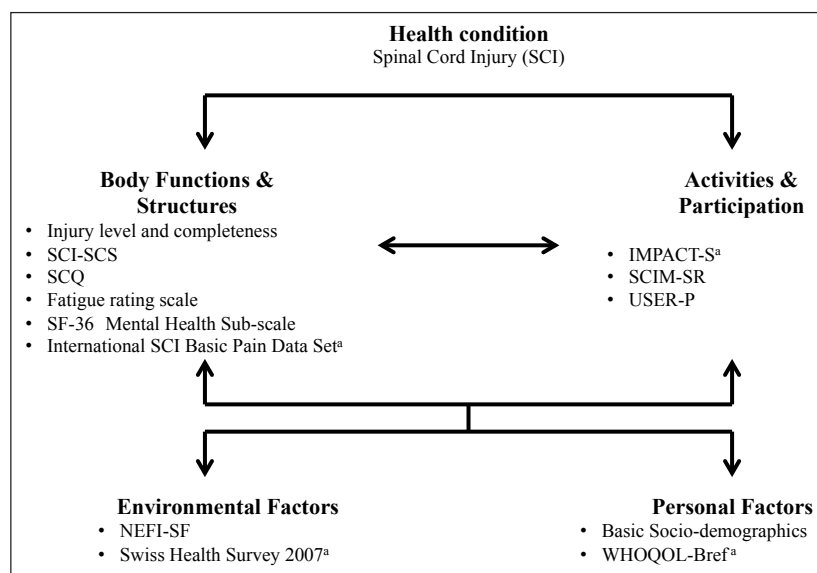 Health condition
Spinal Cord Injury (SCI)
Body Functions &
Structures
• Injury level and completeness
• SCI-SCS
• SCQ
• Fatigue rating scale
• SF-36 Mental Health Sub-scale
• International SCI Basic Pain Data Setᵃ
Activities &
Participation
• IMPACT-Sᵃ
• SCIM-SR
• USER-P
Environmental Factors
• NEFI-SF
• Swiss Health Survey 2007ᵃ
Personal Factors
• Basic Socio-demographics
• WHOQOL-Brefᵃ